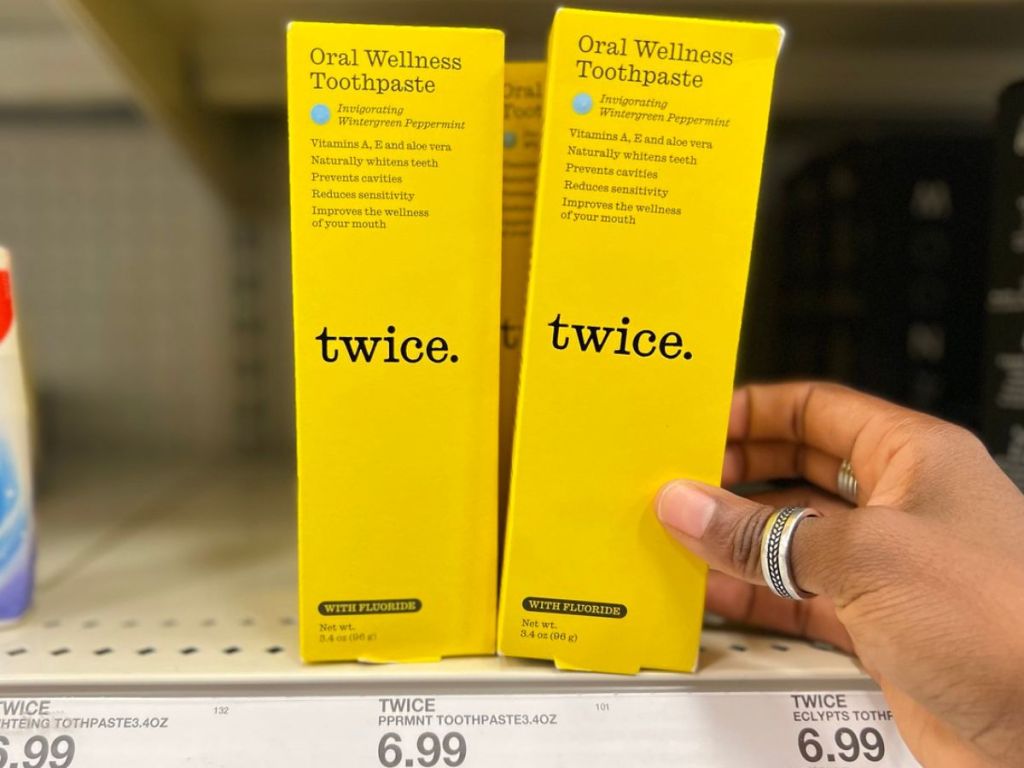 Oral Wellness
Toothpaste
Invigorating
Wintergreen Peppermint
Vitamins A, E and aloe vera
Naturally whitens teeth
Prevents cavities
Reduces sensitivity
Improves the wellness
of your mouth
twice.
WITH FLUORIDE
Net wt.
3.4 oz (96 g)
Oral Wellness
Toothpaste
Invigorating
Wintergreen Peppermint
Vitamins A, E and aloe vera
Naturally whitens teeth
Prevents cavities
Reduces sensitivity
Improves the wellness
of your mouth
twice.
WITH FLUORIDE
Net wt.
3.4 oz (96 g)
Oral
TWICE
HTEING TOTHPASTE3.4OZ
132
6.99
TWICE
PPRMNT TOOTHPASTE3.4OZ
101
6.99
TWICE
ECLYPTS TOTHP
6.99